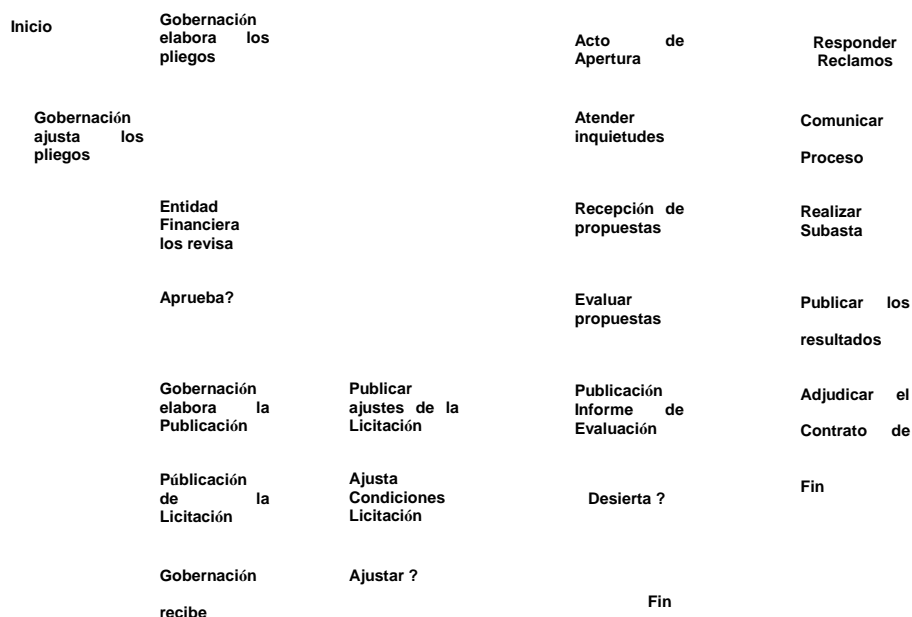 Inicio
Gobernación
elabora los
pliegos
Gobernación
ajusta los
pliegos
Entidad
Financiera
los revisa
Aprueba?
Gobernación
elabora la
Publicación
Públicación
de la
Licitación
Gobernación
recibe
Publicar
ajustes de la
Licitación
Ajusta
Condiciones
Licitación
Ajustar ?
Acto de
Apertura
Atender
inquietudes
Recepción de
propuestas
Evaluar
propuestas
Publicación
Informe de
Evaluación
Desierta ?
Fin
Responder
Reclamos
Comunicar
Proceso
Realizar
Subasta
Publicar los
resultados
Adjudicar el
Contrato de
Fin